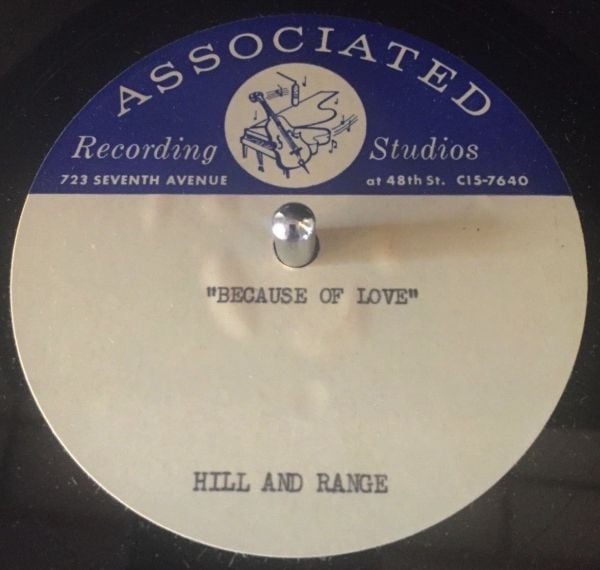 ASSOCIATED
Recording Studios
723 SEVENTH AVENUE at 48th St. CI5-7640
"BECAUSE OF LOVE"
HILL AND RANGE